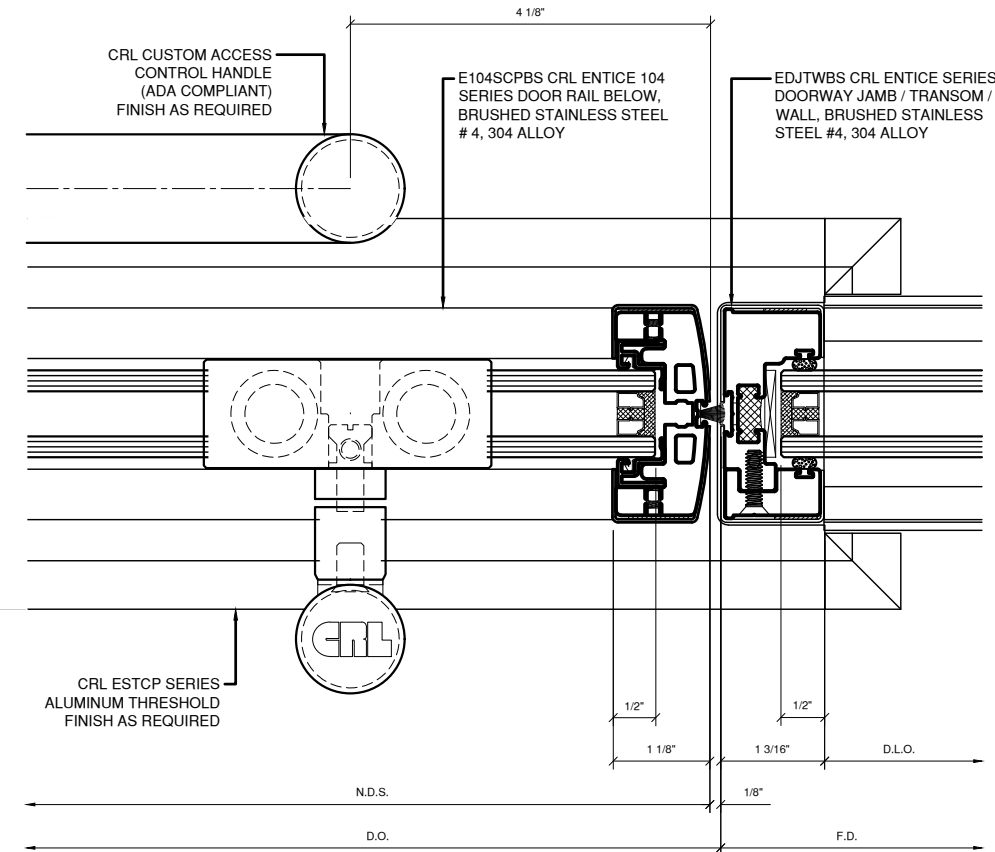 4 1/8"
CRL CUSTOM ACCESS
CONTROL HANDLE
(ADA COMPLIANT)
FINISH AS REQUIRED
E104SCPBS CRL ENTICE 104
SERIES DOOR RAIL BELOW,
BRUSHED STAINLESS STEEL
# 4, 304 ALLOY
EDJTWBS CRL ENTICE SERIES
DOORWAY JAMB / TRANSOM /
WALL, BRUSHED STAINLESS
STEEL #4, 304 ALLOY
CRL
CRL ESTCP SERIES
ALUMINUM THRESHOLD
FINISH AS REQUIRED
1/2"
1/2"
1 1/8"
1 3/16"
D.L.O.
N.D.S.
1/8"
D.O.
F.D.